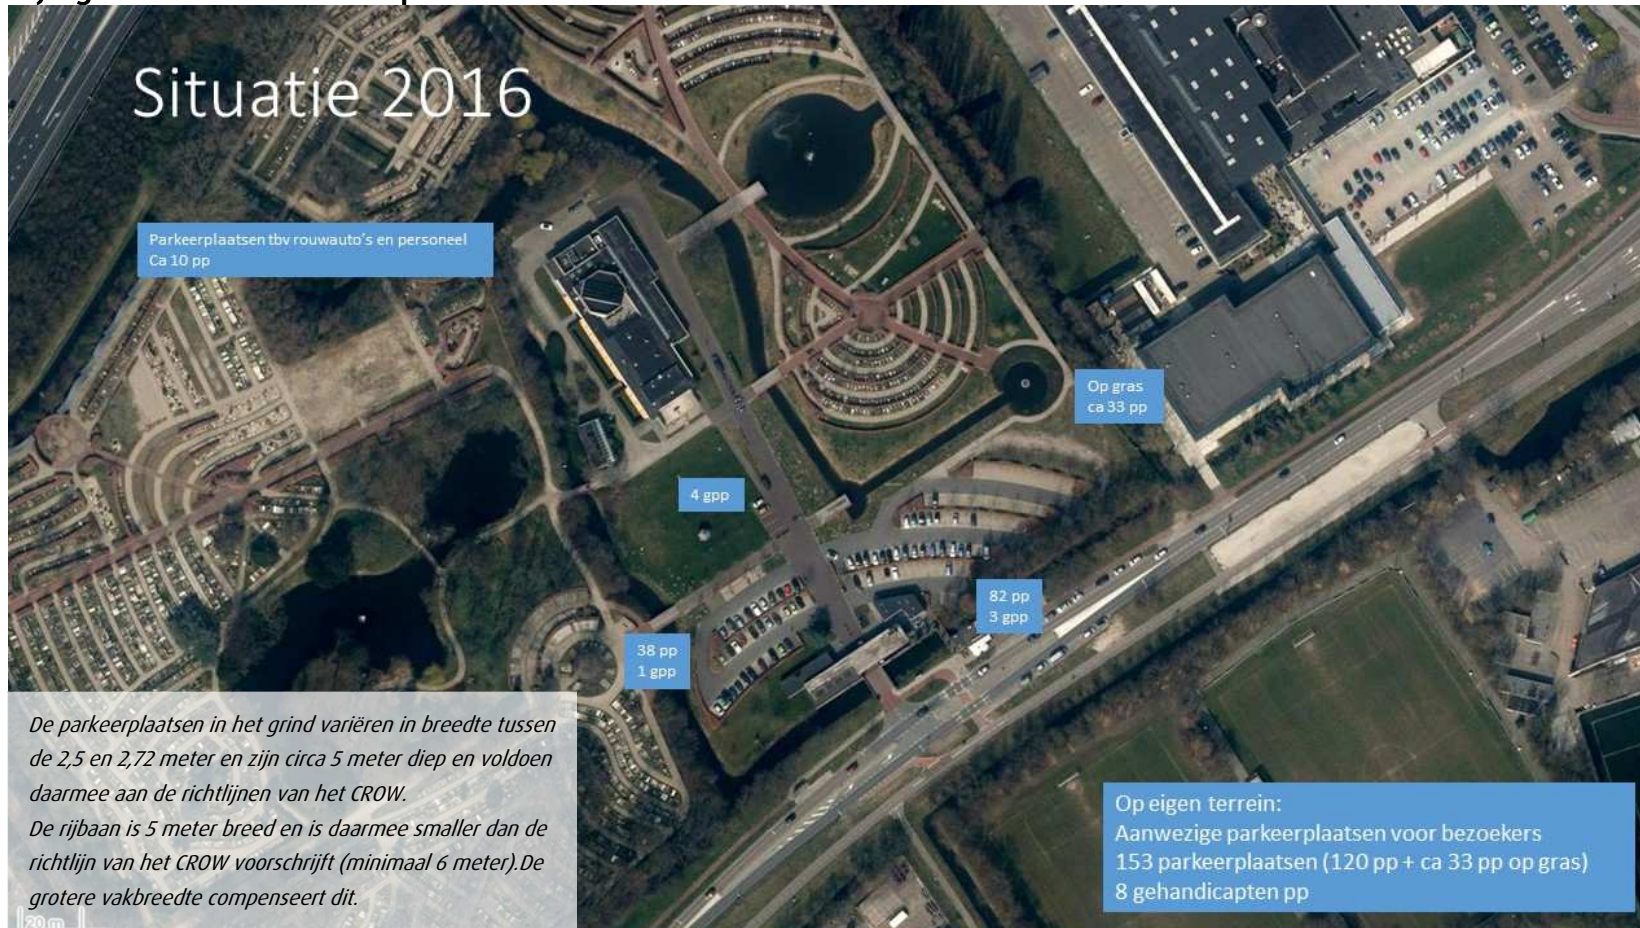 Situatie 2016
Parkeerplaatsen tbv rouwauto's en personeel
Ca 10 pp
Op gras
ca 33 pp
4 gpp
82 pp
3 gpp
38 pp
1 gpp
De parkeerplaatsen in het grind variëren in breedte tussen
de 2,5 en 2,72 meter en zijn circa 5 meter diep en voldoen
daarmee aan de richtlijnen van het CROW.
De rijbaan is 5 meter breed en is daarmee smaller dan de
richtlijn van het CROW voorschrijft (minimaal 6 meter).De
grotere vakbreedte compenseert dit.
20 m
Op eigen terrein:
Aanwezige parkeerplaatsen voor bezoekers
153 parkeerplaatsen (120 pp + ca 33 pp op gras)
8 gehandicapten pp